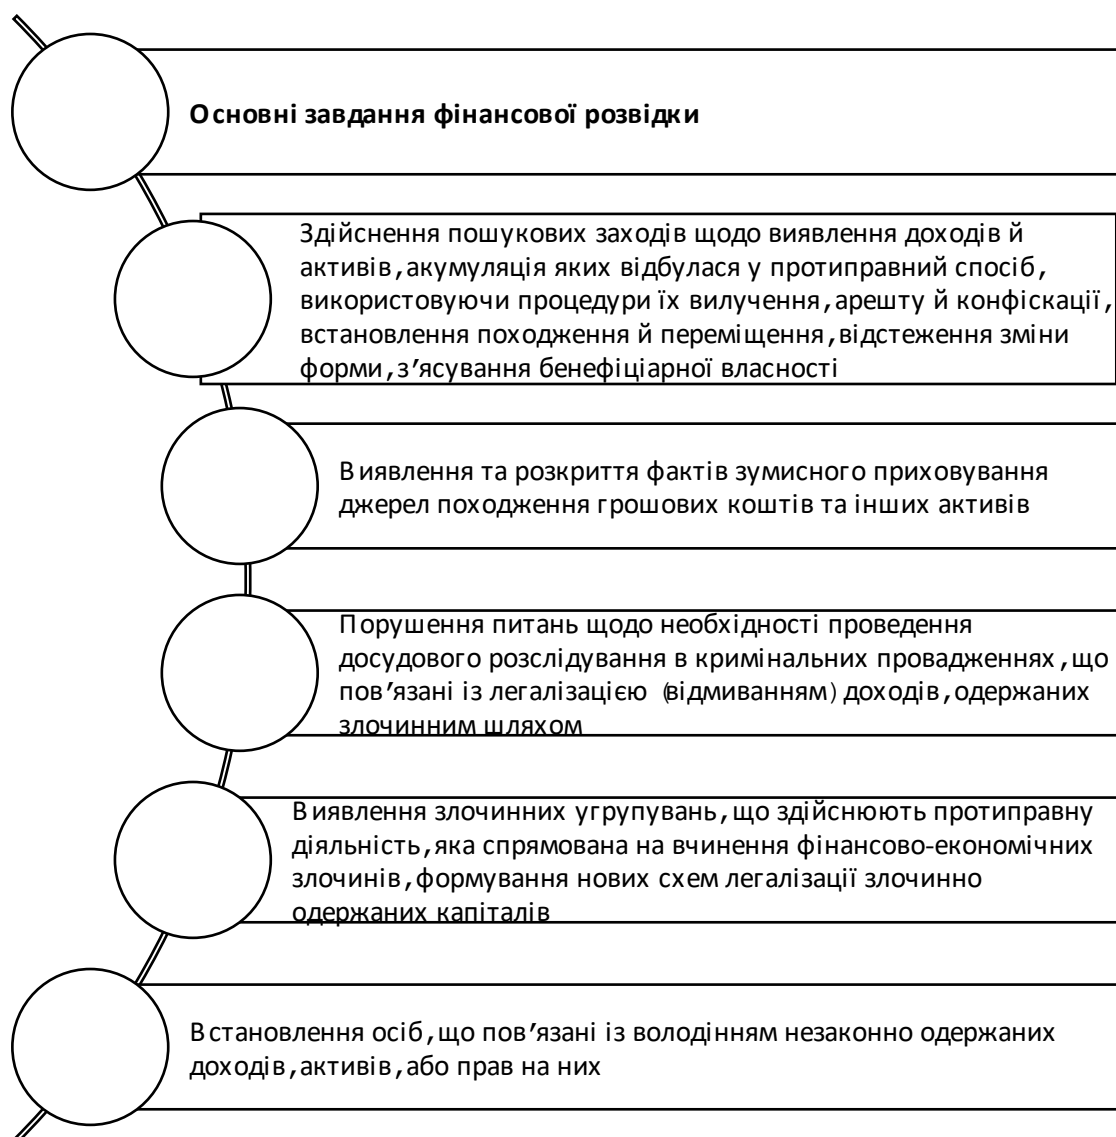 Основні завдання фінансової розвідки
Здійснення пошукових заходів щодо виявлення доходів й
активів, акумуляція яких відбулася у протиправний спосіб,
використовуючи процедури їх вилучення, арешту й конфіскації,
встановлення походження й переміщення, відстеження зміни
форми, з’ясування бенефіціарної власності
Виявлення та розкриття фактів зумисного приховування
джерел походження грошових коштів та інших активів
Порушення питань щодо необхідності проведення
досудового розслідування в кримінальних провадженнях, що
пов’язані із легалізацією (відмиванням) доходів, одержаних
злочинним шляхом
Виявлення злочинних угрупувань, що здійснюють протиправну
діяльність, яка спрямована на вчинення фінансово-економічних
злочинів, формування нових схем легалізації злочинно
одержаних капіталів
Встановлення осіб, що пов’язані із володінням незаконно одержаних
доходів, активів, або прав на них